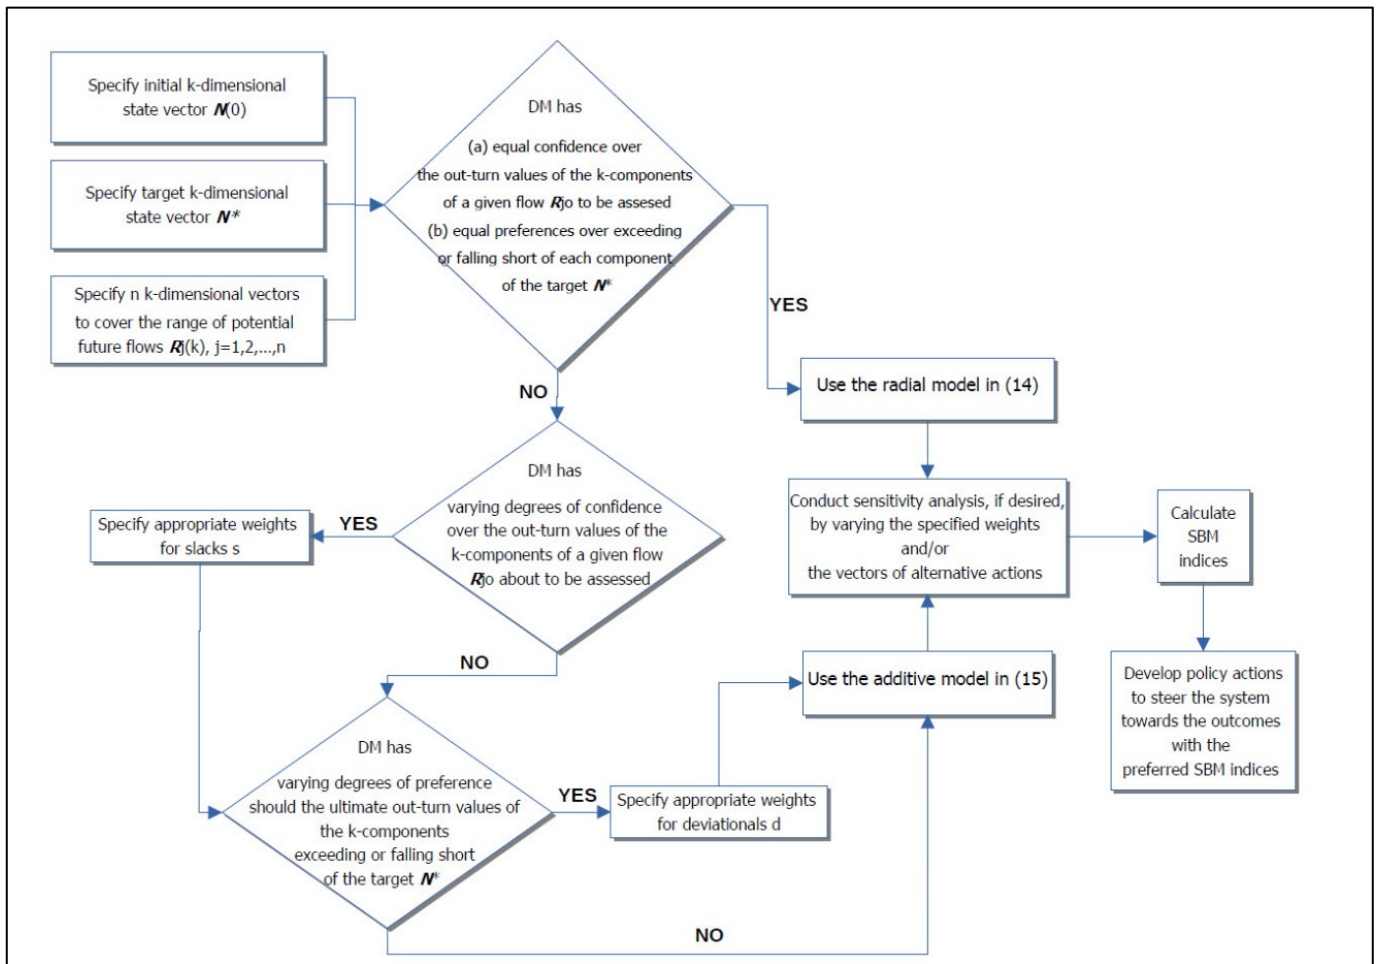 Specify initial k-dimensional
state vector N(0)
Specify target k-dimensional
state vector N*
Specify n k-dimensional vectors
to cover the range of potential
future flows Rj(k), j=1,2,...,n
DM has
(a) equal confidence over
the out-turn values of the k-components
of a given flow Rjo to be assesed
(b) equal preferences over exceeding
or falling short of each component
of the target N*
YES
NO
Use the radial model in (14)
DM has
varying degrees of confidence
over the out-turn values of the
k-components of a given flow
Rjo about to be assessed
YES
Specify appropriate weights
for slacks s
NO
Conduct sensitivity analysis, if desired,
by varying the specified weights
and/or
the vectors of alternative actions
Calculate
SBM
indices
Use the additive model in (15)
Develop policy actions
to steer the system
towards the outcomes
with the
preferred SBM indices
DM has
varying degrees of preference
should the ultimate out-turn values of
the k-components
exceeding or falling short
of the target N*
YES
Specify appropriate weights
for deviationals d
NO